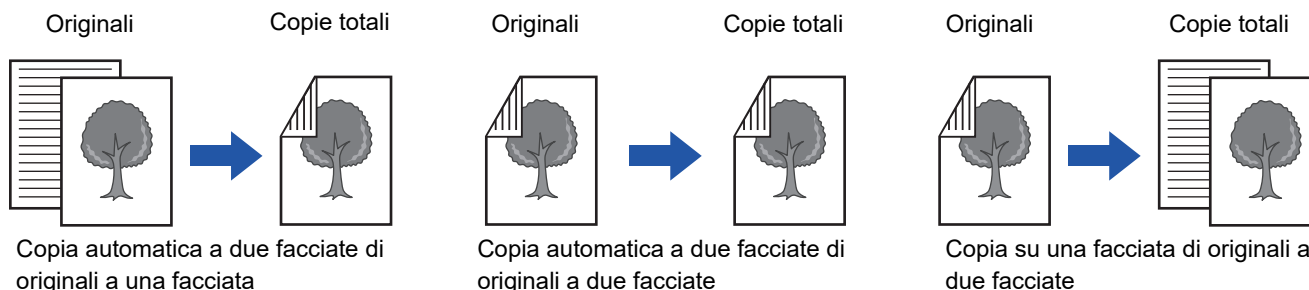 Originali Copie totali Originali Copie totali Originali Copie totali
Copia automatica a due facciate di
originali a una facciata
Copia automatica a due facciate di
originali a due facciate
Copia su una facciata di originali a
due facciate